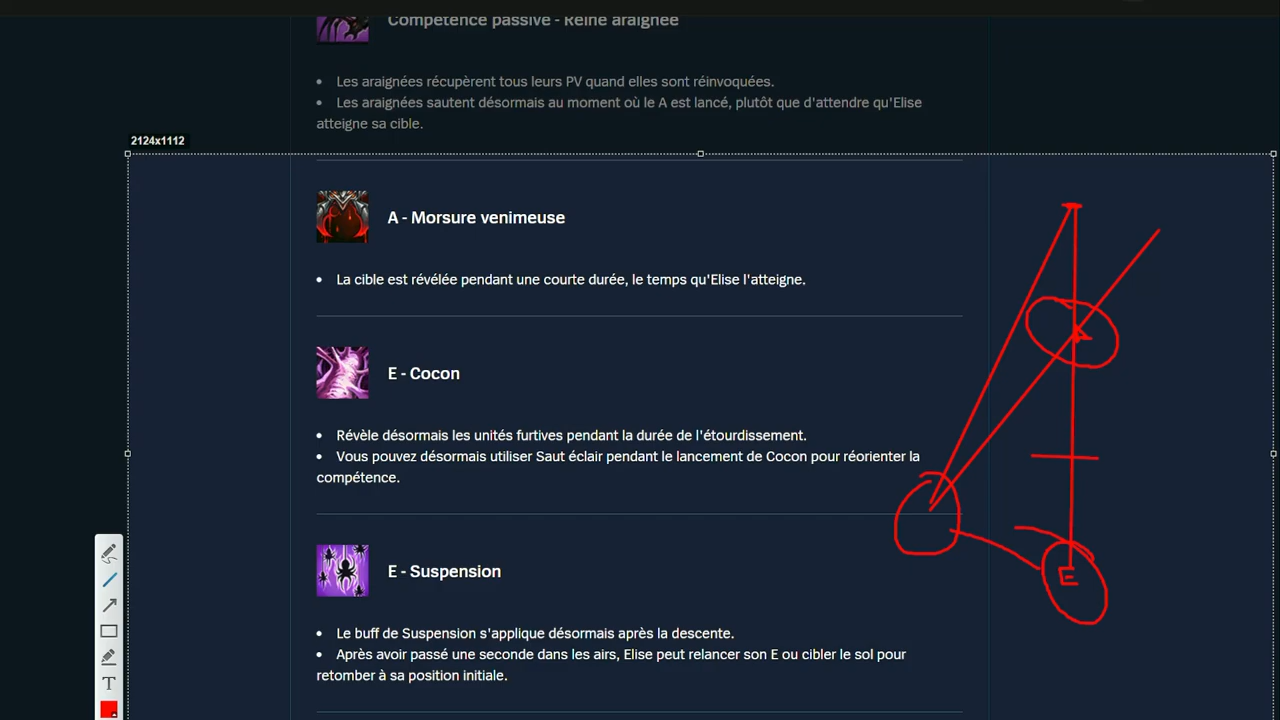 Compétence passive - Reine araignée
• Les araignées récupèrent tous leurs PV quand elles sont réinvoquées.
• Les araignées sautent désormais au moment où le A est lancé, plutôt que d'attendre qu'Elise
atteigne sa cible.
2124x1112
A - Morsure venimeuse
• La cible est révélée pendant une courte durée, le temps qu'Elise l'atteigne.
E - Cocon
• Révèle désormais les unités furtives pendant la durée de l'étourdissement.
• Vous pouvez désormais utiliser Saut éclair pendant le lancement de Cocon pour réorienter la
compétence.
E - Suspension
E
• Le buff de Suspension s'applique désormais après la descente.
• Après avoir passé une seconde dans les airs, Elise peut relancer son E ou cibler le sol pour
retomber à sa position initiale.
T